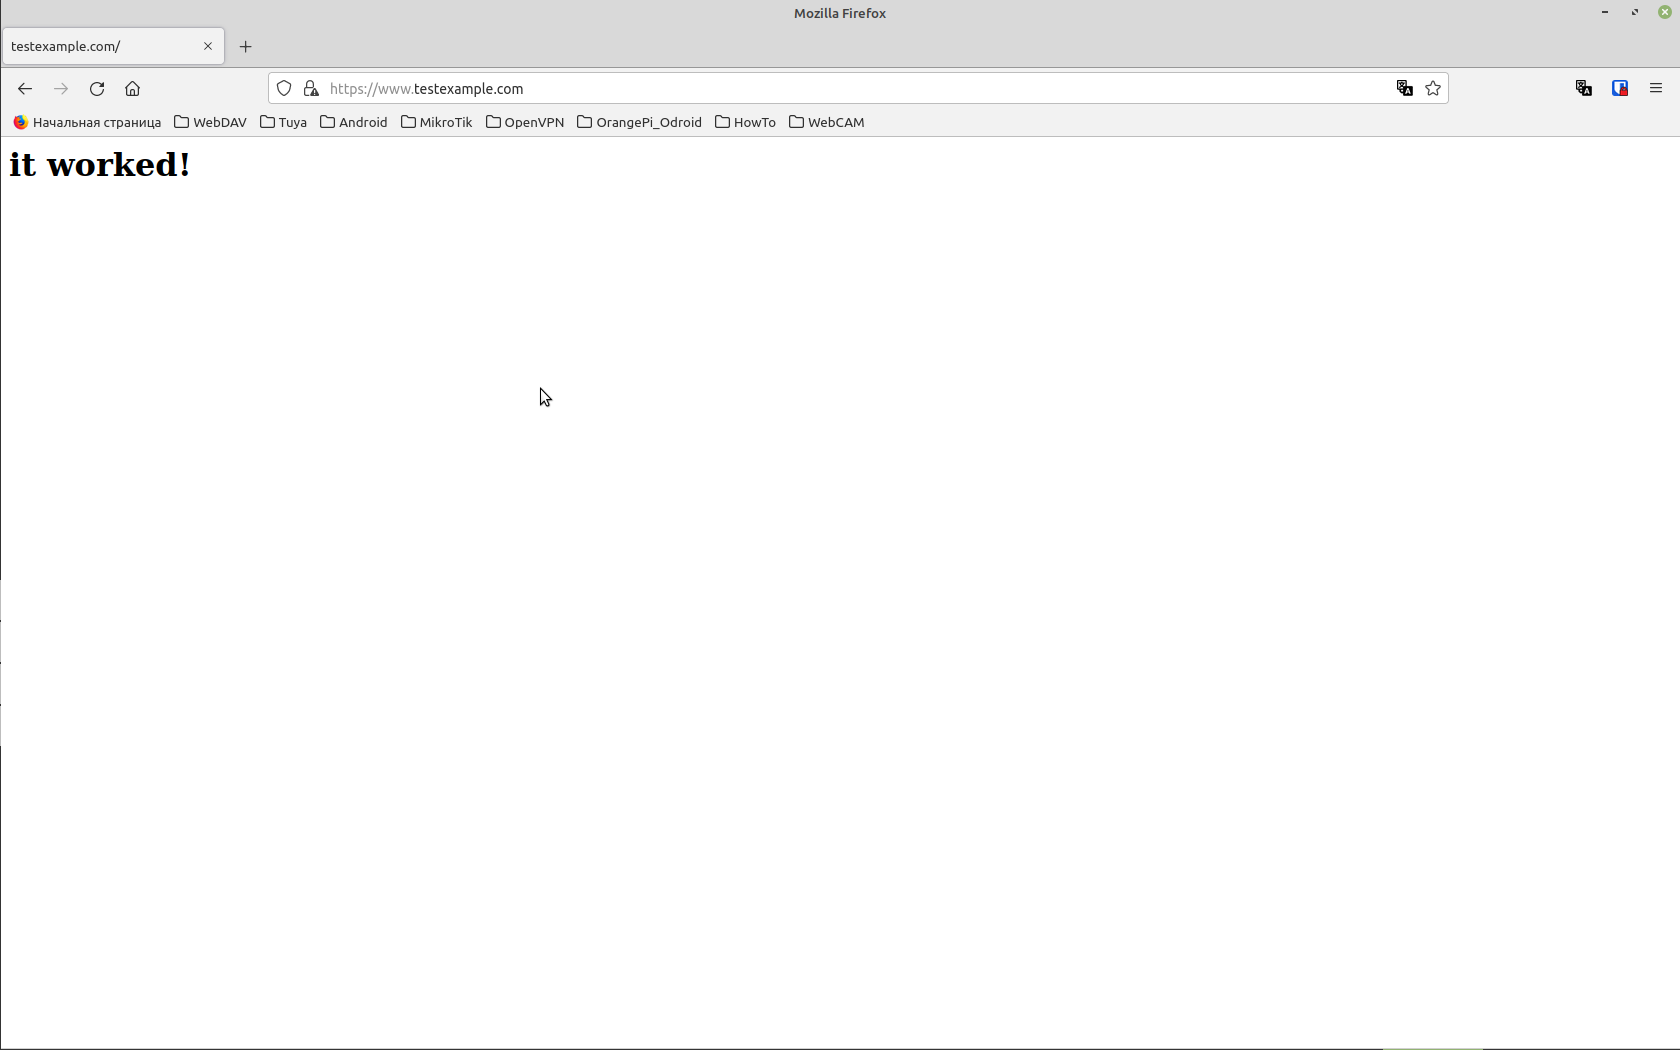 Mozilla Firefox
testexample.com/
https://www.testexample.com
Начальная страница WebDAV Tuya Android MikroTik OpenVPN OrangePi_Odroid HowTo WebCAM
it worked!